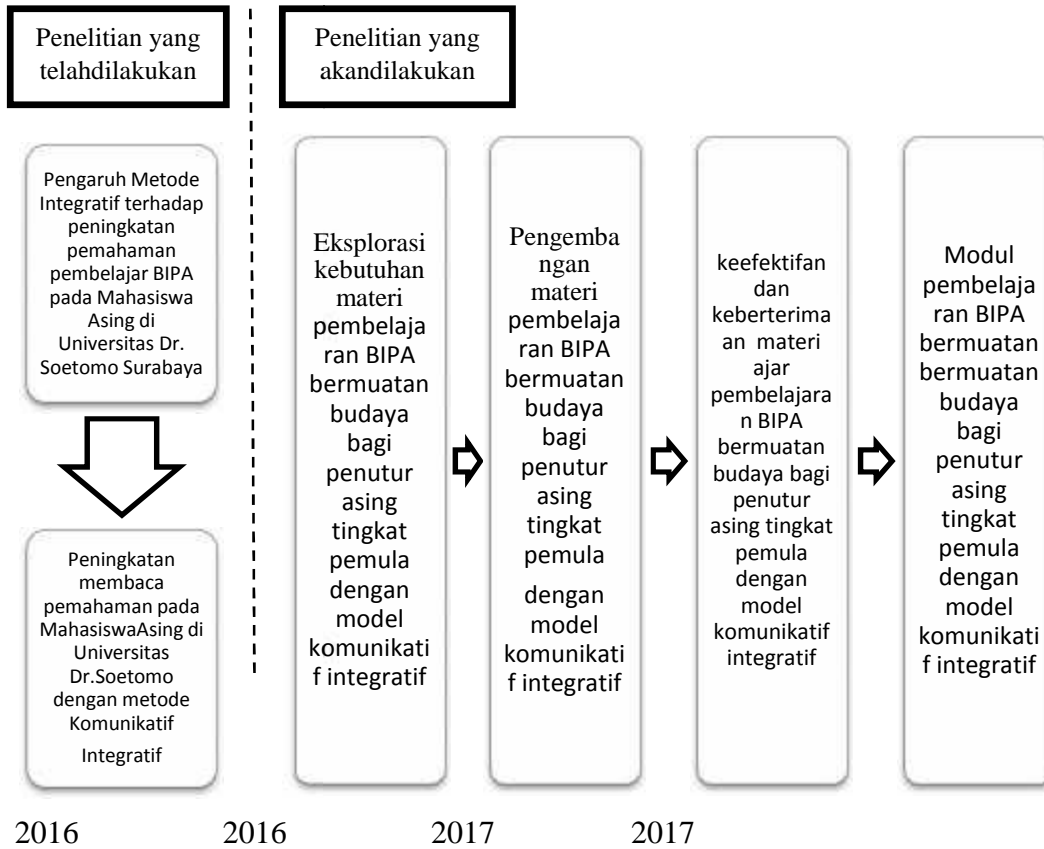 Penelitian yang
telahdilakukan
Penelitian yang
akandilakukan
Pengaruh Metode
Integratif terhadap
peningkatan
pemahaman
pembelajar BIPA
pada Mahasiswa
Asing di
Universitas Dr.
Soetomo Surabaya
Peningkatan
membaca
pemahaman pada
MahasiswaAsing di
Universitas
Dr.Soetomo
dengan metode
Komunikatif
Integratif
Eksplorasi
kebutuhan
materi
pembelaja
ran BIPA
bermuatan
budaya
bagi
penutur
asing
tingkat
pemula
dengan
model
komunikati
f integratif
Pengemba
ngan
materi
pembelaja
ran BIPA
bermuatan
budaya
bagi
penutur
asing
tingkat
pemula
dengan
model
komunikati
f integratif
keefektifan
dan
keberterima
an materi
ajar
pembelajara
n BIPA
bermuatan
budaya bagi
penutur
asing tingkat
pemula
dengan
model
komunikatif
integratif
Modul
pembelaja
ran BIPA
bermuatan
bermuatan
budaya
bagi
penutur
asing
tingkat
pemula
dengan
model
komunikati
f integratif
2016 2016 2017 2017